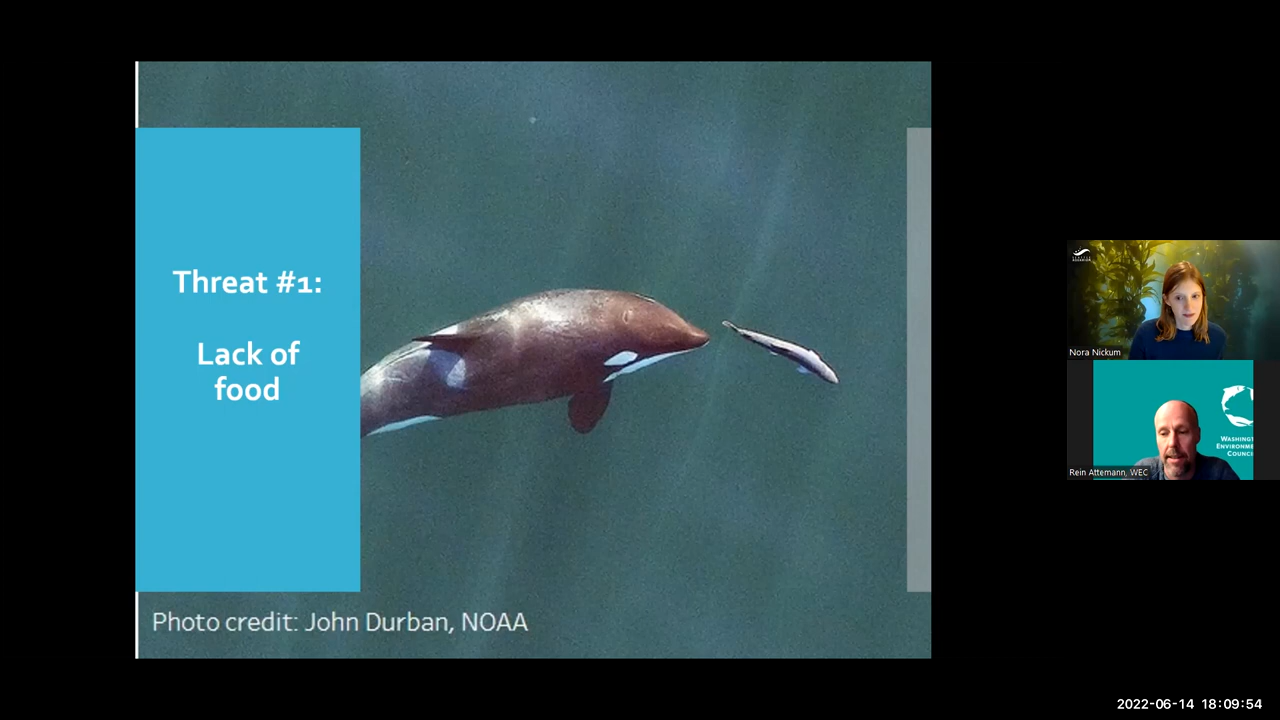 Threat #1:
Lack of
food
Photo credit: John Durban, NOAA
Nora Nickum
Rein Attemann, WEC
2022-06-14 18:09:54